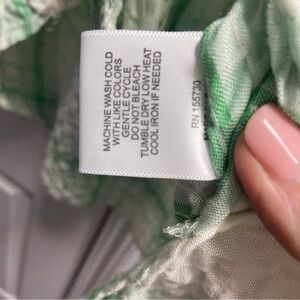 MACHINE WASH COLD
WITH LIKE COLORS
GENTLE CYCLE
DO NOT BLEACH
TUMBLE DRY LOW HEAT
COOL IRON IF NEEDED
RN 155730